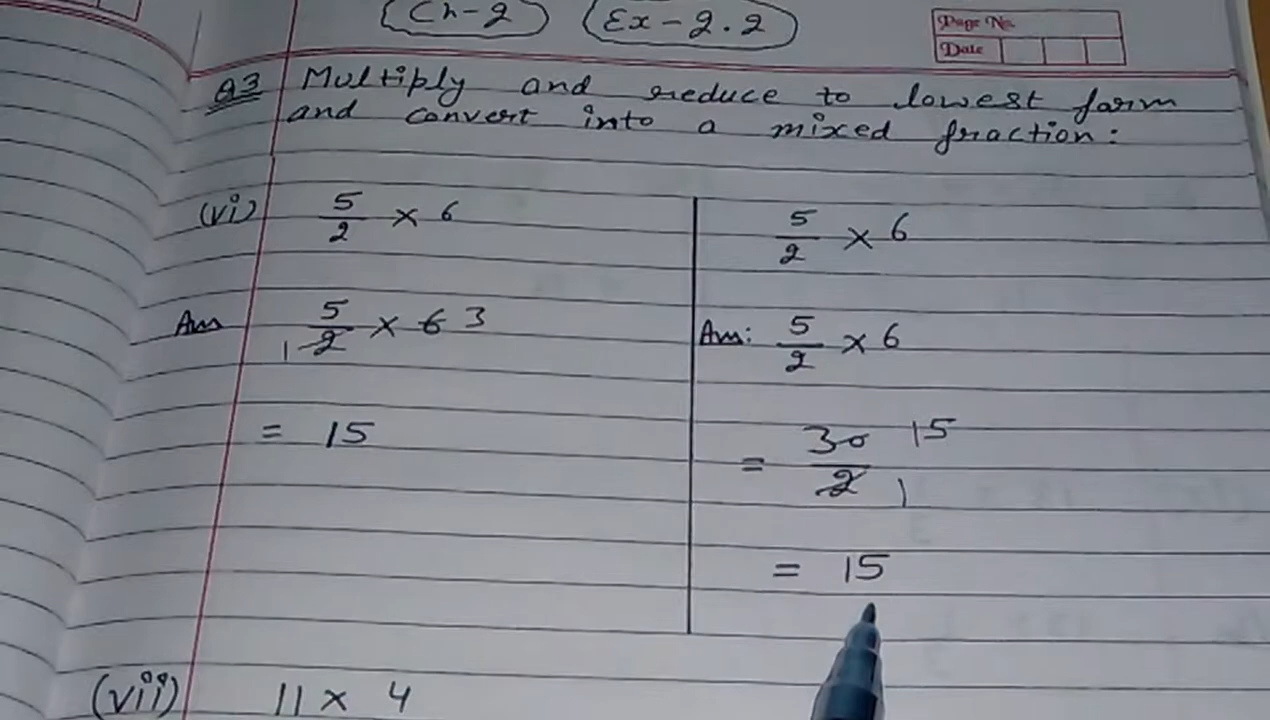 Ch-2 Ex-2.2
Page No.
Date
Q3 Multiply and reduce to lowest form
and convert into a mixed fraction:
(vi) 5/2 × 6
Ans 5/2 × 6 3
1
= 15
5/2 × 6
Ans: 5/2 × 6
= 30/2 15
1
= 15
(vii) 11 × 4